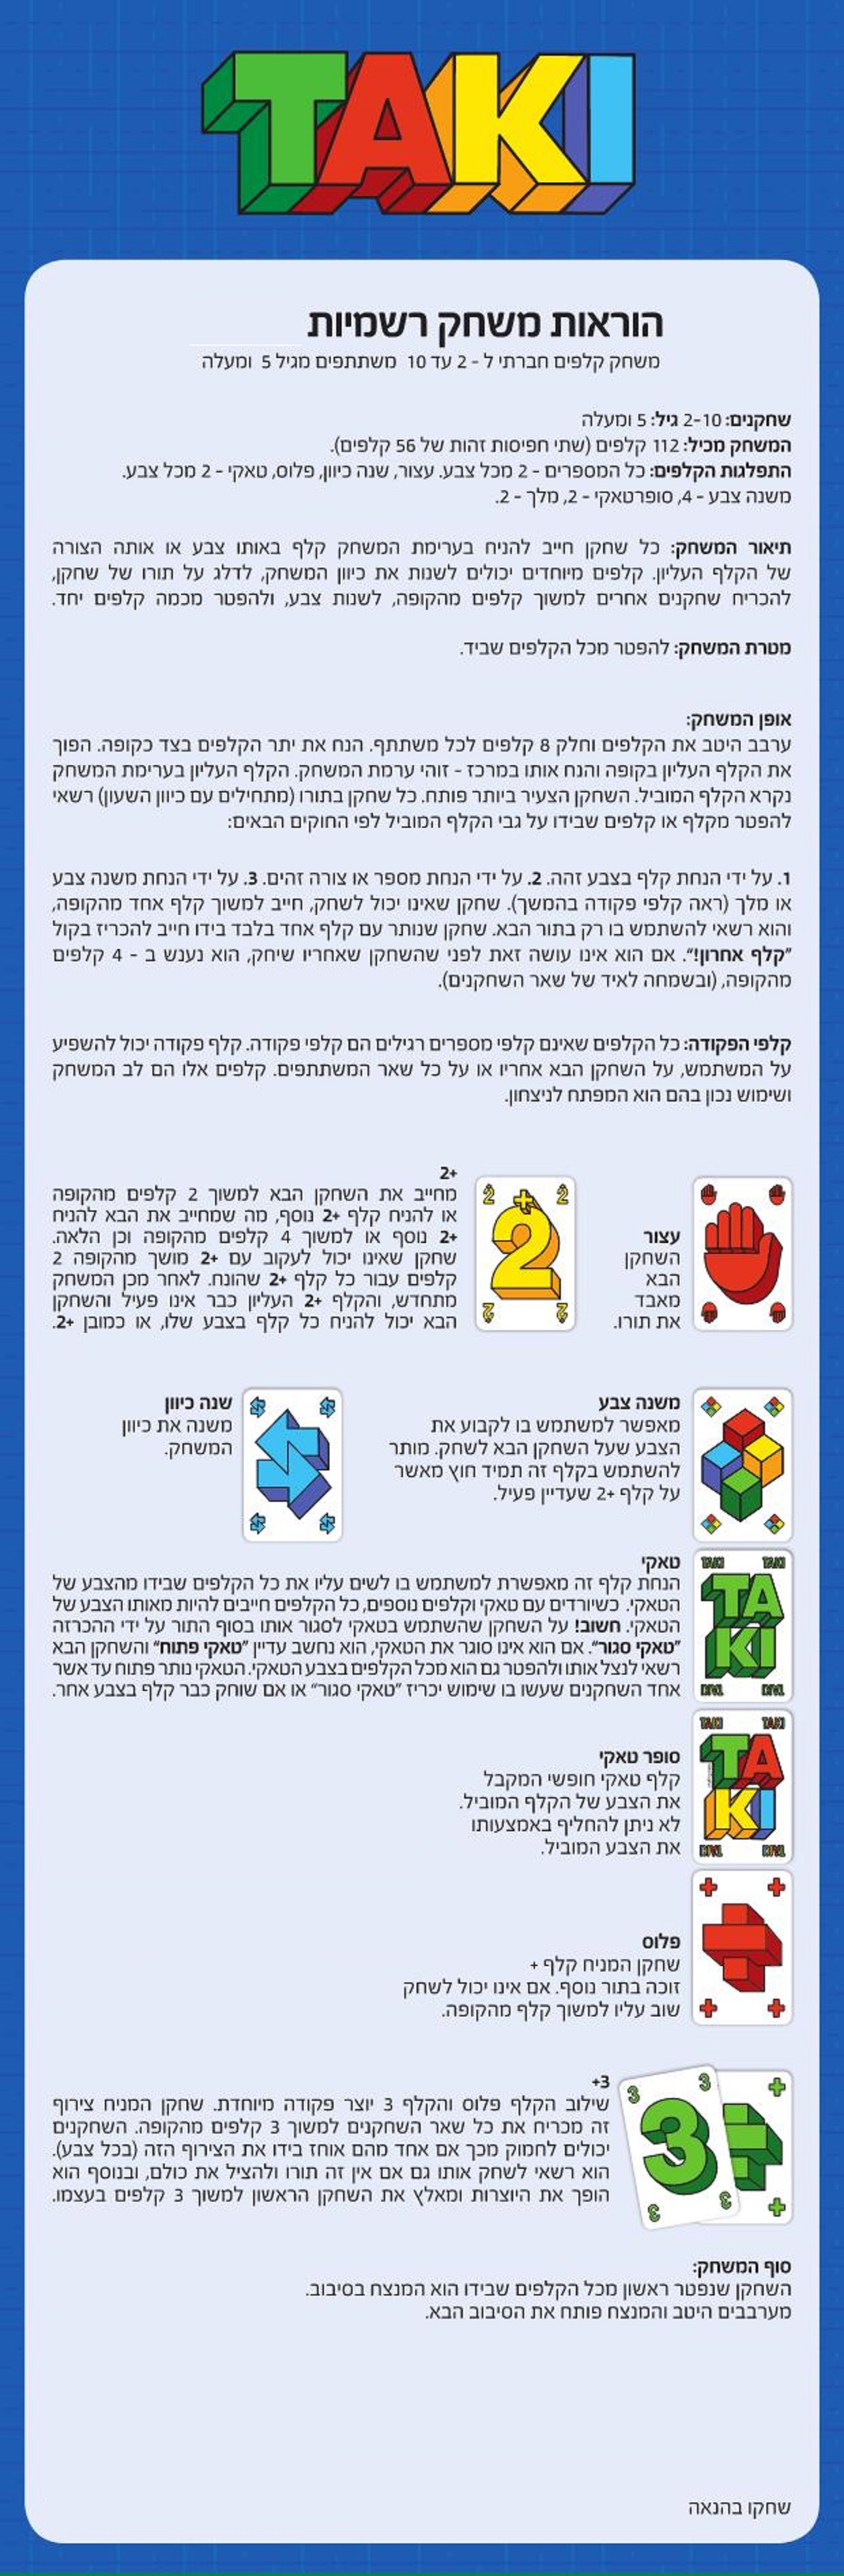 TAKI
הוראות משחק רשמיות
משחק קלפים חברתי ל - 2 עד 10 משתתפים מגיל 5 ומעלה
שחקנים: 2-10 גיל: 5 ומעלה
המשחק מכיל: 112 קלפים (שתי חפיסות זהות של 56 קלפים).
התפלגות הקלפים: כל המספרים - 2 מכל צבע. עצור, שנה כיוון, פלוס, טאקי - 2 מכל צבע.
משנה צבע - 4, סופרטאקי - 2, מלך - 2.
תיאור המשחק: כל שחקן חייב להניח בערימת המשחק קלף באותו צבע או אותה הצורה
של הקלף העליון. קלפים מיוחדים יכולים לשנות את כיוון המשחק, לדלג על תורו של שחקן,
להכריח שחקנים אחרים למשוך קלפים מהקופה, לשנות צבע, ולהפטר מכמה קלפים יחד.
מטרת המשחק: להפטר מכל הקלפים שביד.
אופן המשחק:
ערבב היטב את הקלפים וחלק 8 קלפים לכל משתתף. הנח את יתר הקלפים בצד כקופה. הפוך
את הקלף העליון בקופה והנח אותו במרכז - זוהי ערמת המשחק. הקלף העליון בערימת המשחק
נקרא הקלף המוביל. השחקן הצעיר ביותר פותח. כל שחקן בתורו (מתחילים עם כיוון השעון) רשאי
להפטר מקלף או קלפים שבידו על גבי הקלף המוביל לפי החוקים הבאים:
1. על ידי הנחת קלף בצבע זהה. 2. על ידי הנחת מספר או צורה זהים. 3. על ידי הנחת משנה צבע
או מלך (ראה קלפי פקודה בהמשך). שחקן שאינו יכול לשחק, חייב למשוך קלף אחד מהקופה,
והוא רשאי להשתמש בו רק בתור הבא. שחקן שנותר עם קלף אחד בלבד בידו חייב להכריז בקול
"קלף אחרון!". אם הוא אינו עושה זאת לפני שהשחקן שאחריו שיחק, הוא נענש ב - 4 קלפים
מהקופה, (ובשמחה לאיד של שאר השחקנים).
קלפי הפקודה: כל הקלפים שאינם קלפי מספרים רגילים הם קלפי פקודה. קלף פקודה יכול להשפיע
על המשתמש, על השחקן הבא אחריו או על כל שאר המשתתפים. קלפים אלו הם לב המשחק
ושימוש נכון בהם הוא המפתח לניצחון.
עצור
השחקן
הבא
מאבד
את תורו.
2 + 2
2
2 2
+2
מחייב את השחקן הבא למשוך 2 קלפים מהקופה
או להניח קלף +2 נוסף, מה שמחייב את הבא להניח
+2 נוסף או למשוך 4 קלפים מהקופה וכן הלאה.
שחקן שאינו יכול לעקוב עם +2 מושך מהקופה 2
קלפים עבור כל קלף +2 שהונח. לאחר מכן המשחק
מתחדש, והקלף +2 העליון כבר אינו פעיל והשחקן
הבא יכול להניח כל קלף בצבע שלו, או כמובן +2.
משנה צבע
מאפשר למשתמש בו לקבוע את
הצבע שעל השחקן הבא לשחק. מותר
להשתמש בקלף זה תמיד חוץ מאשר
על קלף +2 שעדיין פעיל.
שנה כיוון
משנה את כיוון
המשחק.
TAKI TAKI
TA
KI
TAKI TAKI
טאקי
הנחת קלף זה מאפשרת למשתמש בו לשים עליו את כל הקלפים שבידו מהצבע של
הטאקי. כשיורדים עם טאקי וקלפים נוספים, כל הקלפים חייבים להיות מאותו הצבע של
הטאקי. חשוב! על השחקן שהשתמש בטאקי לסגור אותו בסוף התור על ידי ההכרזה
"טאקי סגור". אם הוא אינו סוגר את הטאקי, הוא נחשב עדיין "טאקי פתוח" והשחקן הבא
רשאי לנצל אותו ולהפטר גם הוא מכל הקלפים בצבע הטאקי. הטאקי נותר פתוח עד אשר
אחד השחקנים שעשו בו שימוש יכריז "טאקי סגור" או אם שוחק כבר קלף בצבע אחר.
TAKI TAKI
TA
KI
TAKI TAKI
סופר טאקי
קלף טאקי חופשי המקבל
את הצבע של הקלף המוביל.
לא ניתן להחליף באמצעותו
את הצבע המוביל.
פלוס
שחקן המניח קלף +
זוכה בתור נוסף. אם אינו יכול לשחק
שוב עליו למשוך קלף מהקופה.
3 3
3
3 3
+3
שילוב הקלף פלוס והקלף 3 יוצר פקודה מיוחדת. שחקן המניח צירוף
זה מכריח את כל שאר השחקנים למשוך 3 קלפים מהקופה. השחקנים
יכולים לחמוק מכך אם אחד מהם אוחז בידו את הצירוף הזה (בכל צבע).
הוא רשאי לשחק אותו גם אם אין זה תורו ולהציל את כולם, ובנוסף הוא
הופך את היוצרות ומאלץ את השחקן הראשון למשוך 3 קלפים בעצמו.
סוף המשחק:
השחקן שנפטר ראשון מכל הקלפים שבידו הוא המנצח בסיבוב.
מערבבים היטב והמנצח פותח את הסיבוב הבא.
שחקו בהנאה